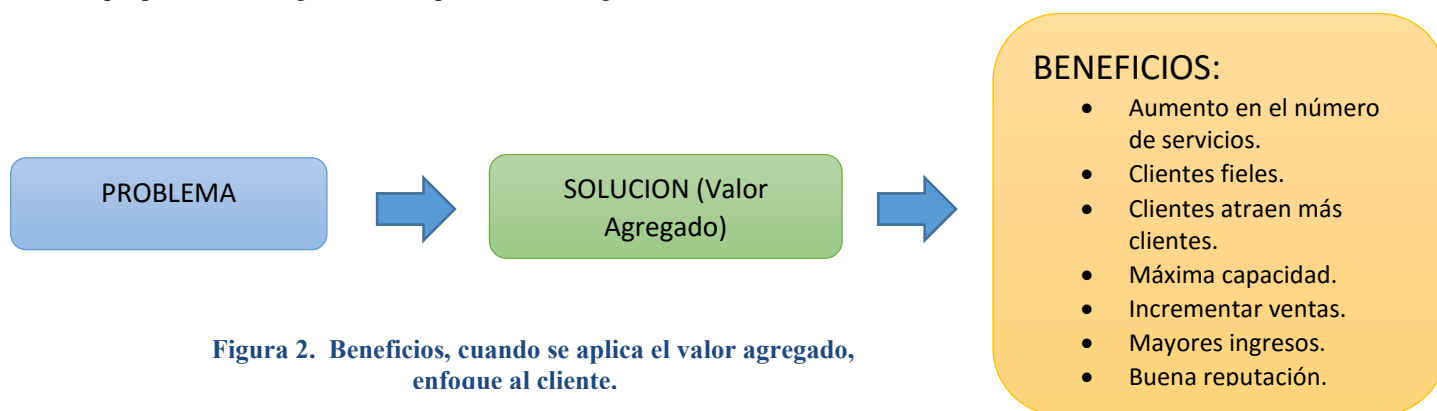 PROBLEMA
SOLUCION (Valor
Agregado)
BENEFICIOS:
• Aumento en el número
de servicios.
• Clientes fieles.
• Clientes atraen más
clientes.
• Máxima capacidad.
• Incrementar ventas.
• Mayores ingresos.
• Buena reputación.
Figura 2. Beneficios, cuando se aplica el valor agregado,
enfoque al cliente.